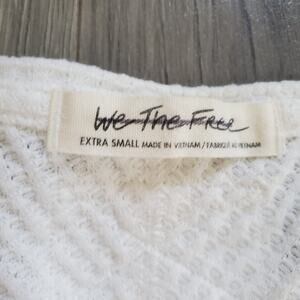 We The Free
EXTRA SMALL MADE IN VIETNAM / FABRIQUÉ AU VIETNAM